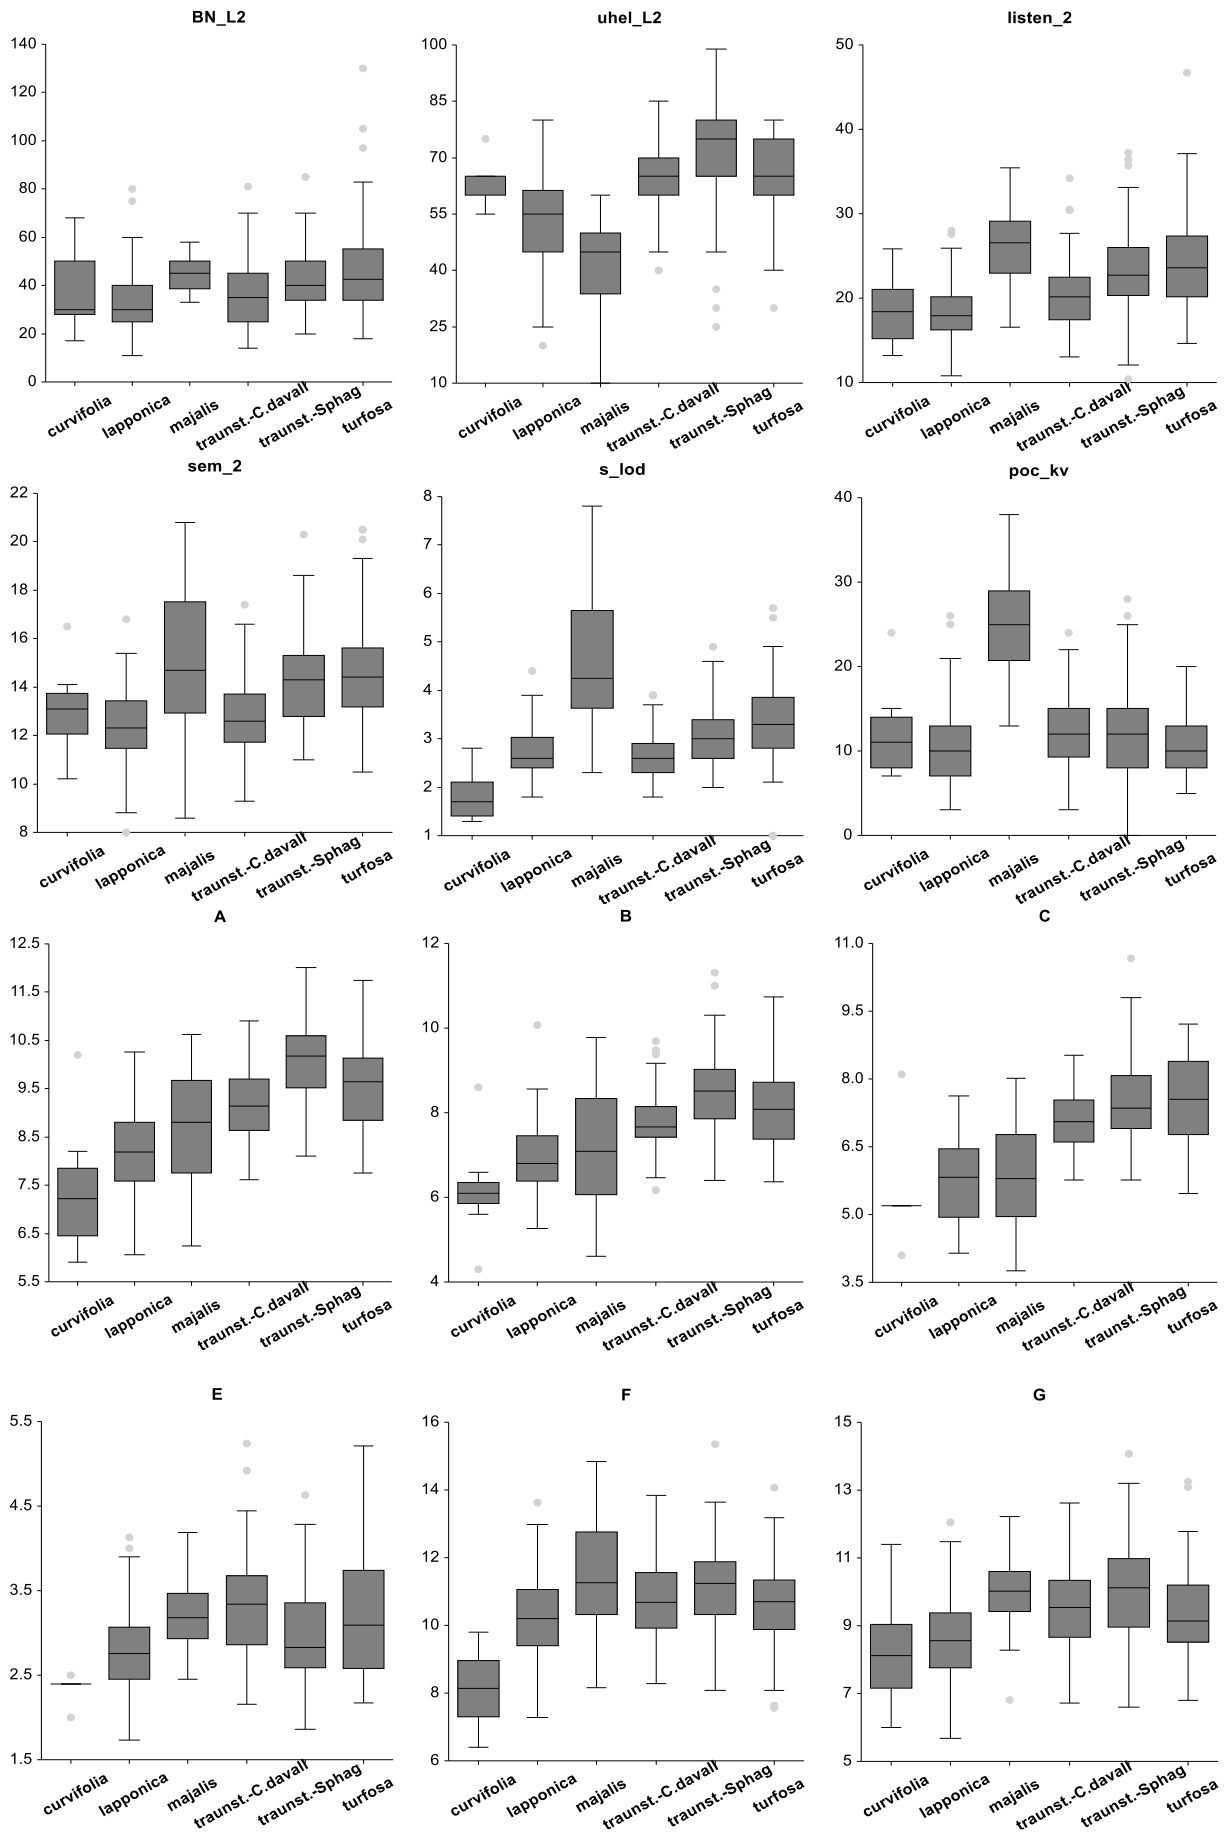 BN_L2
uhel_L2
listen_2
140
120
100
80
60
40
20
0
100
85
70
55
40
25
10
50
40
30
20
10
curvifolia
lapponica
majalis
traunst.-C.davall
traunst.-Sphag
turfosa
curvifolia
lapponica
majalis
traunst.-C.davall
traunst.-Sphag
turfosa
curvifolia
lapponica
majalis
traunst.-C.davall
traunst.-Sphag
turfosa
sem_2
s_lod
poc_kv
22
20
18
16
14
12
10
8
8
7
6
5
4
3
2
1
40
30
20
10
0
curvifolia
lapponica
majalis
traunst.-C.davall
traunst.-Sphag
turfosa
curvifolia
lapponica
majalis
traunst.-C.davall
traunst.-Sphag
turfosa
curvifolia
lapponica
majalis
traunst.-C.davall
traunst.-Sphag
turfosa
A
B
C
12.5
11.5
10.5
9.5
8.5
7.5
6.5
5.5
12
10
8
6
4
11.0
9.5
8.0
6.5
5.0
3.5
curvifolia
lapponica
majalis
traunst.-C.davall
traunst.-Sphag
turfosa
curvifolia
lapponica
majalis
traunst.-C.davall
traunst.-Sphag
turfosa
curvifolia
lapponica
majalis
traunst.-C.davall
traunst.-Sphag
turfosa
E
F
G
5.5
4.5
3.5
2.5
1.5
16
14
12
10
8
6
15
13
11
9
7
5
curvifolia
lapponica
majalis
traunst.-C.davall
traunst.-Sphag
turfosa
curvifolia
lapponica
majalis
traunst.-C.davall
traunst.-Sphag
turfosa
curvifolia
lapponica
majalis
traunst.-C.davall
traunst.-Sphag
turfosa